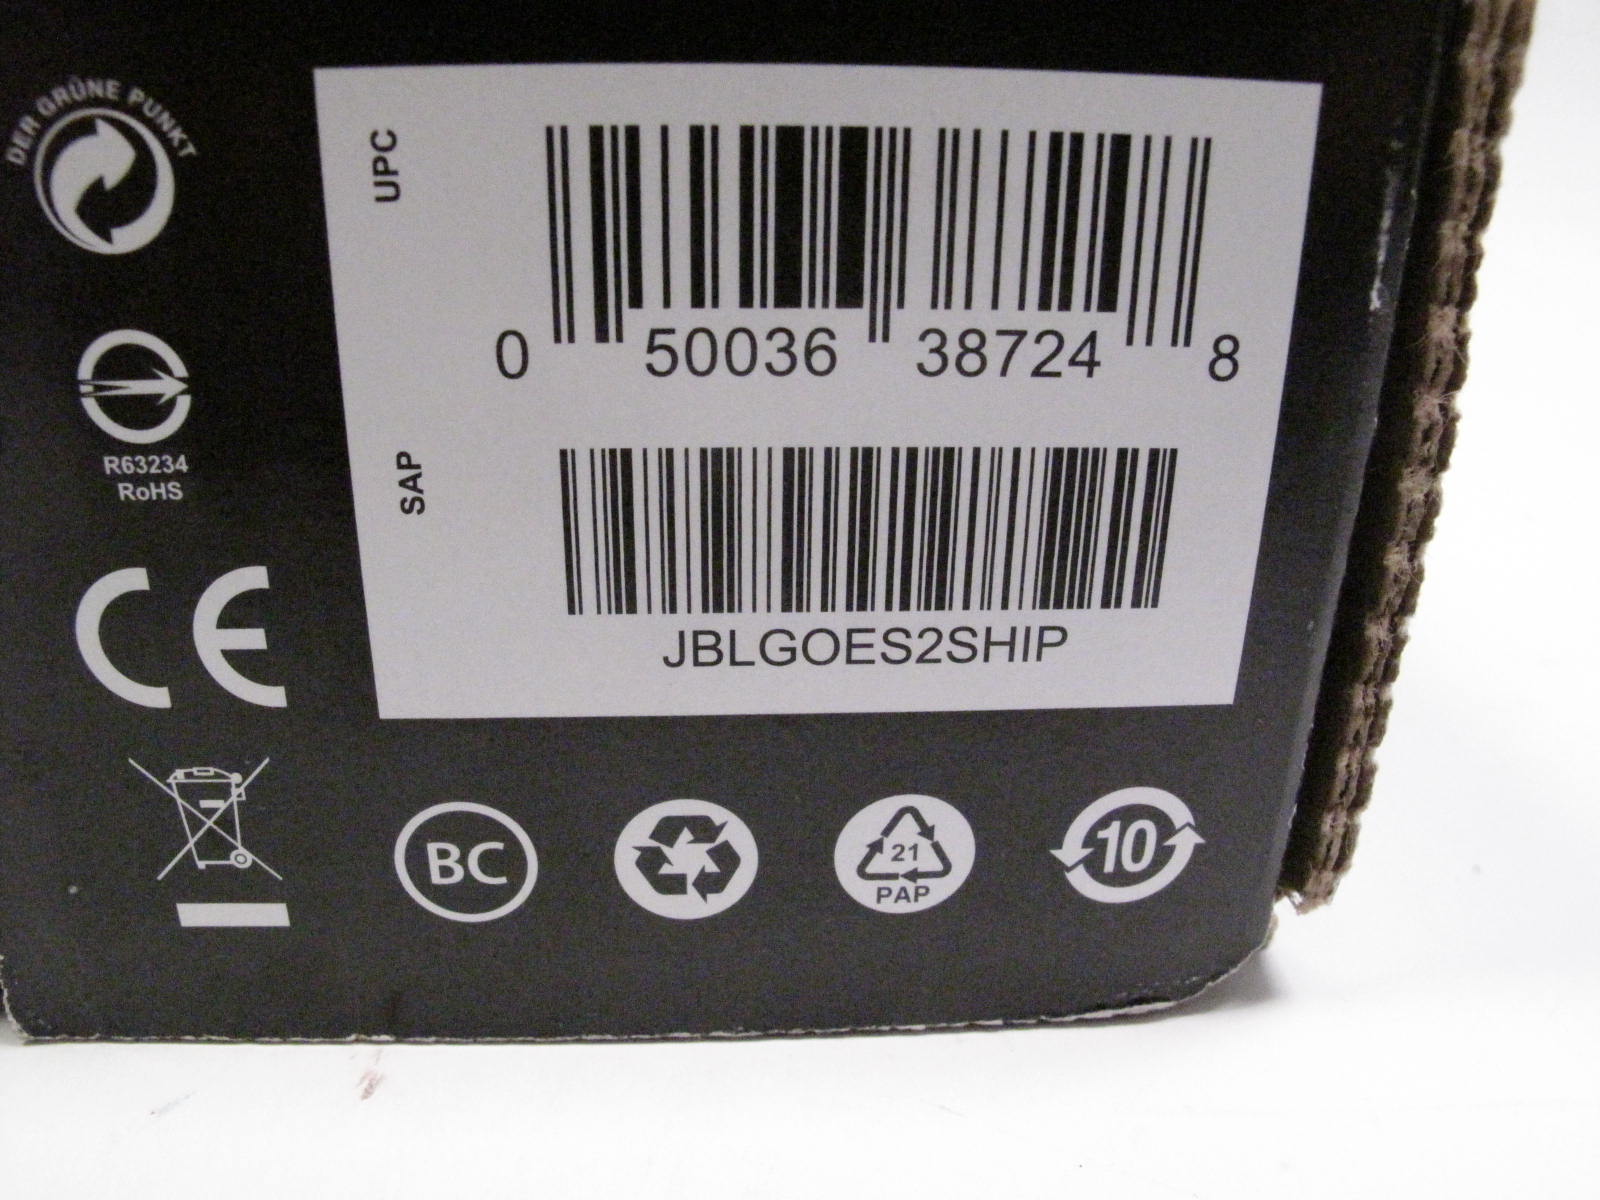 DER GRÜNE PUNKT
UPC
0 50036 38724 8
R63234
RoHS
SAP
JBLGOES2SHIP
CE
BC
21
PAP
10